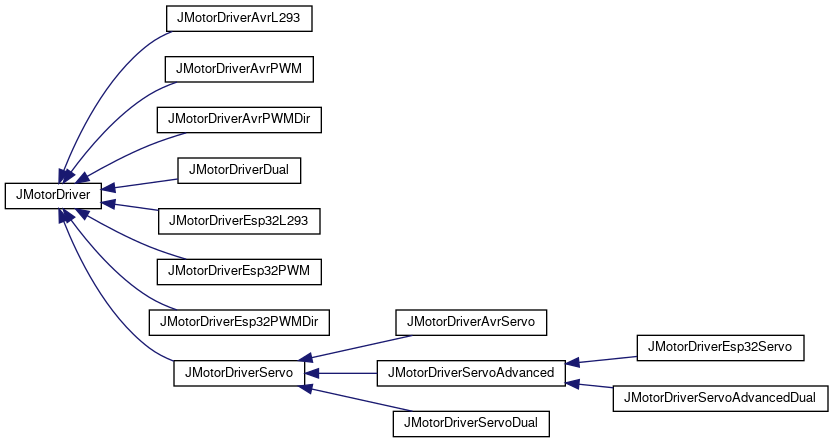 JMotorDriverAvrL293
JMotorDriverAvrPWM
JMotorDriverAvrPWMDir
JMotorDriverDual
JMotorDriver
JMotorDriverEsp32L293
JMotorDriverEsp32PWM
JMotorDriverEsp32PWMDir
JMotorDriverAvrServo
JMotorDriverEsp32Servo
JMotorDriverServo
JMotorDriverServoAdvanced
JMotorDriverServoAdvancedDual
JMotorDriverServoDual